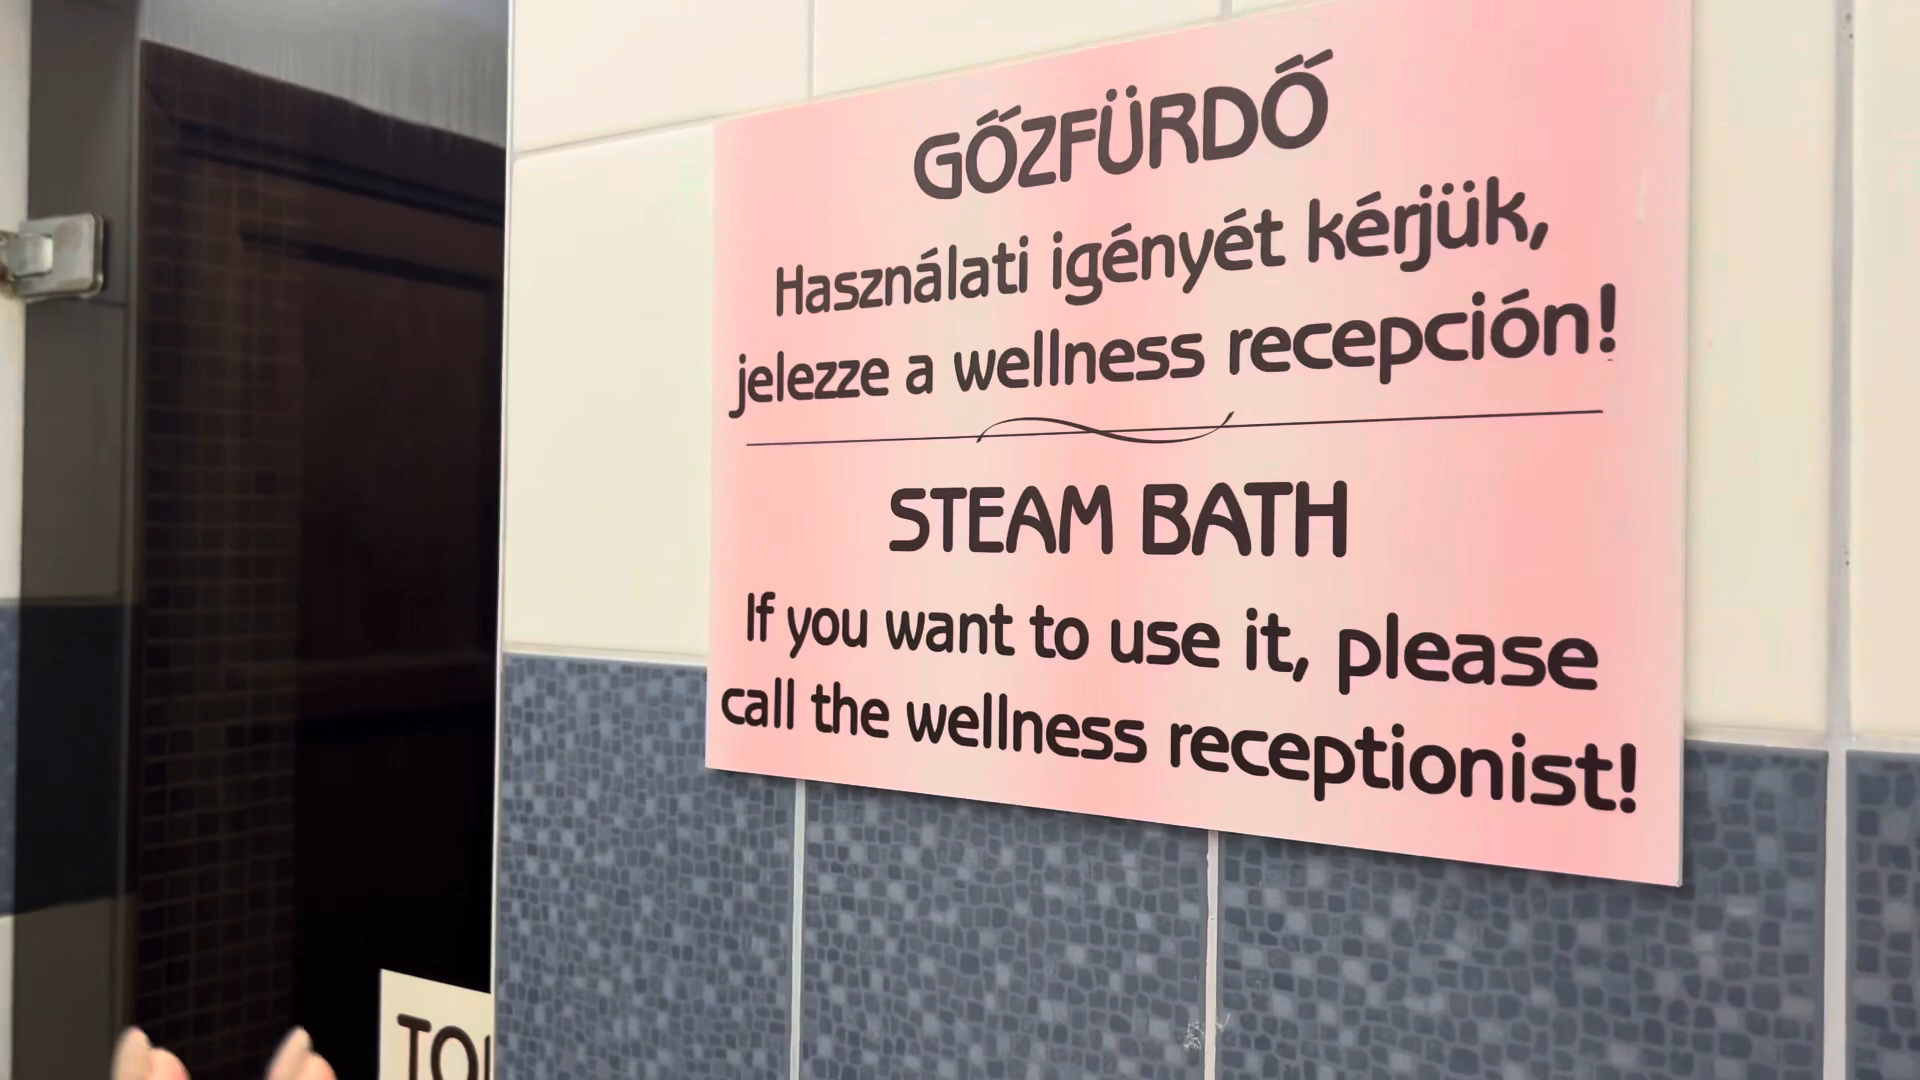 GŐZFÜRDŐ
Használati igényét kérjük,
jelezze a wellness recepción!
STEAM BATH
If you want to use it, please
call the wellness receptionist!